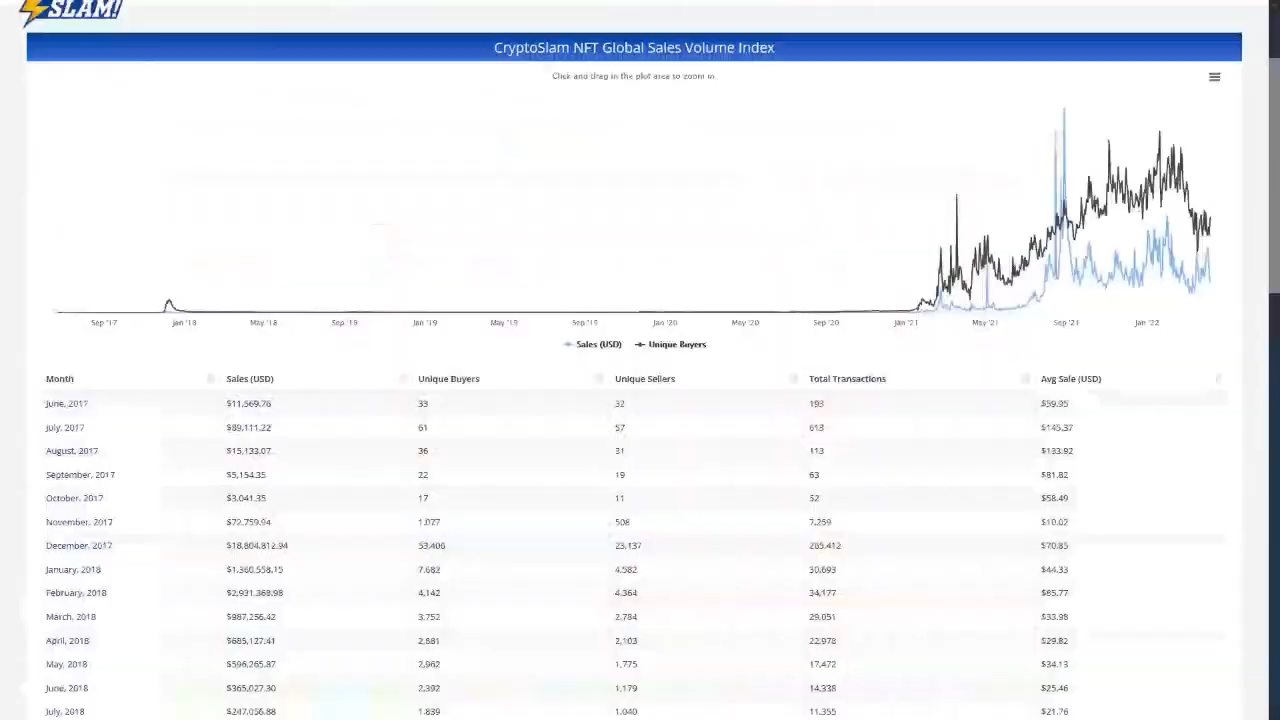 SLAM!
CryptoSlam NFT Global Sales Volume Index
Click and drag in the plot area to zoom in
Sep '17 Jan '18 May '18 Sep '18 Jan '19 May '19 Sep '19 Jan '20 May '20 Sep '20 Jan '21 May '21 Sep '21 Jan '22
Sales (USD) Unique Buyers
Month Sales (USD) Unique Buyers Unique Sellers Total Transactions Avg Sale (USD)
June, 2017 $11,569.76 33 32 193 $59.95
July, 2017 $89,111.22 61 57 613 $145.37
August, 2017 $15,133.07 36 31 113 $133.92
September, 2017 $5,154.35 22 19 63 $81.82
October, 2017 $3,041.35 17 11 52 $58.49
November, 2017 $72,759.94 1,077 508 7,259 $10.02
December, 2017 $18,804,812.94 53,406 23,137 265,412 $70.85
January, 2018 $1,360,558.15 7,682 4,582 30,693 $44.33
February, 2018 $2,931,368.98 4,142 4,364 34,177 $85.77
March, 2018 $987,256.42 3,752 2,784 29,051 $33.98
April, 2018 $685,127.41 2,881 2,103 22,978 $29.82
May, 2018 $596,265.87 2,962 1,775 17,472 $34.13
June, 2018 $365,027.30 2,392 1,179 14,338 $25.46
July, 2018 $247,056.88 1,839 1,040 11,355 $21.76